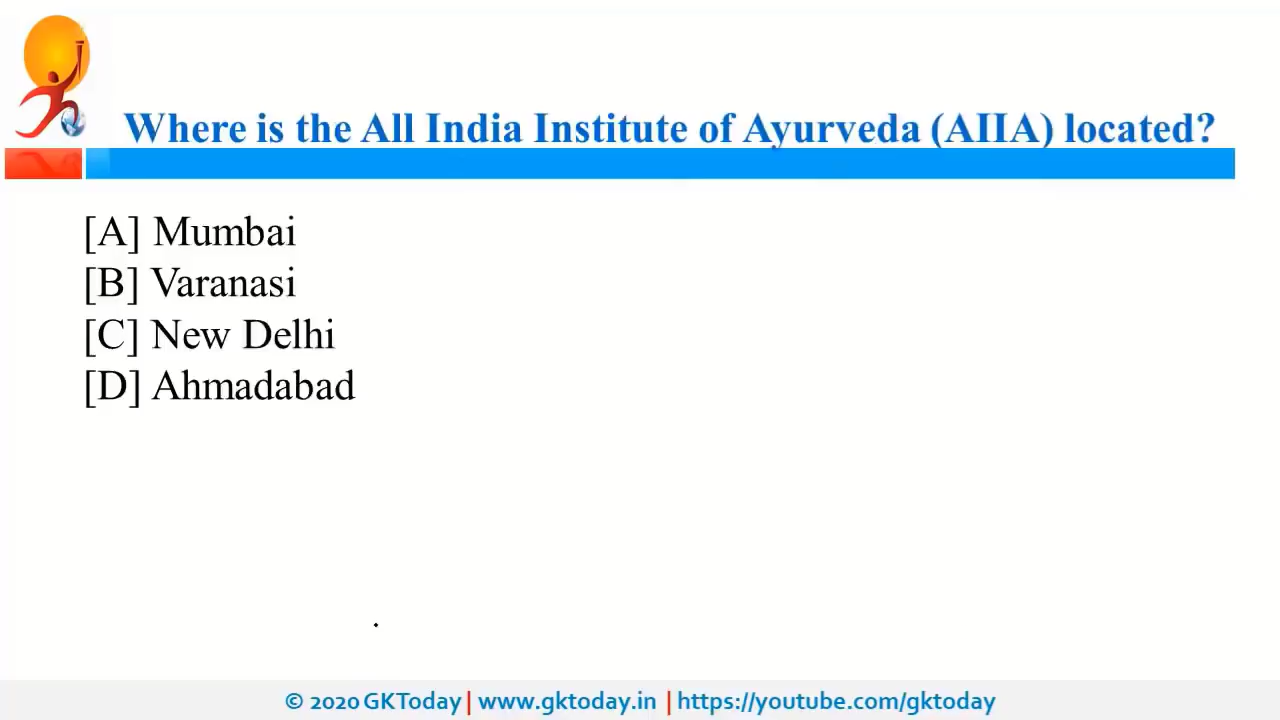 Where is the All India Institute of Ayurveda (AIIA) located?
[A] Mumbai
[B] Varanasi
[C] New Delhi
[D] Ahmadabad
© 2020 GKToday | www.gktoday.in | https://youtube.com/gktoday